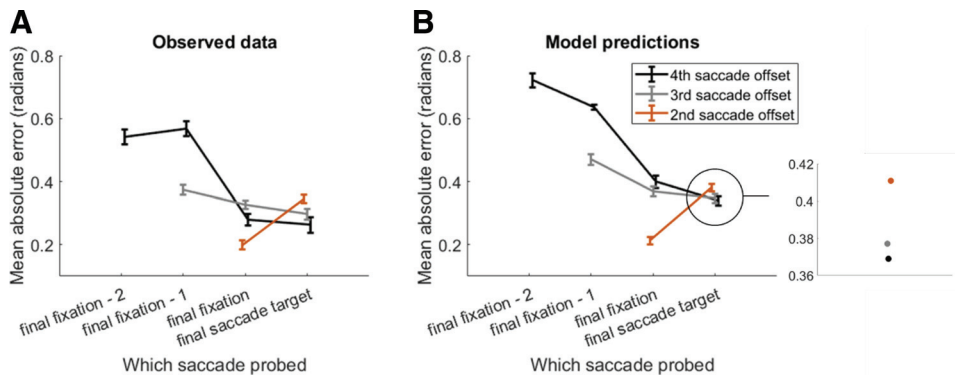 A
Observed data
Mean absolute error (radians)
0.8
0.6
0.4
0.2
final fixation - 2
final fixation - 1
final fixation
final saccade target
Which saccade probed
B
Model predictions
Mean absolute error (radians)
0.8
0.6
0.4
0.2
4th saccade offset
3rd saccade offset
2nd saccade offset
final fixation - 2
final fixation - 1
final fixation
final saccade target
Which saccade probed
0.42
0.4
0.38
0.36